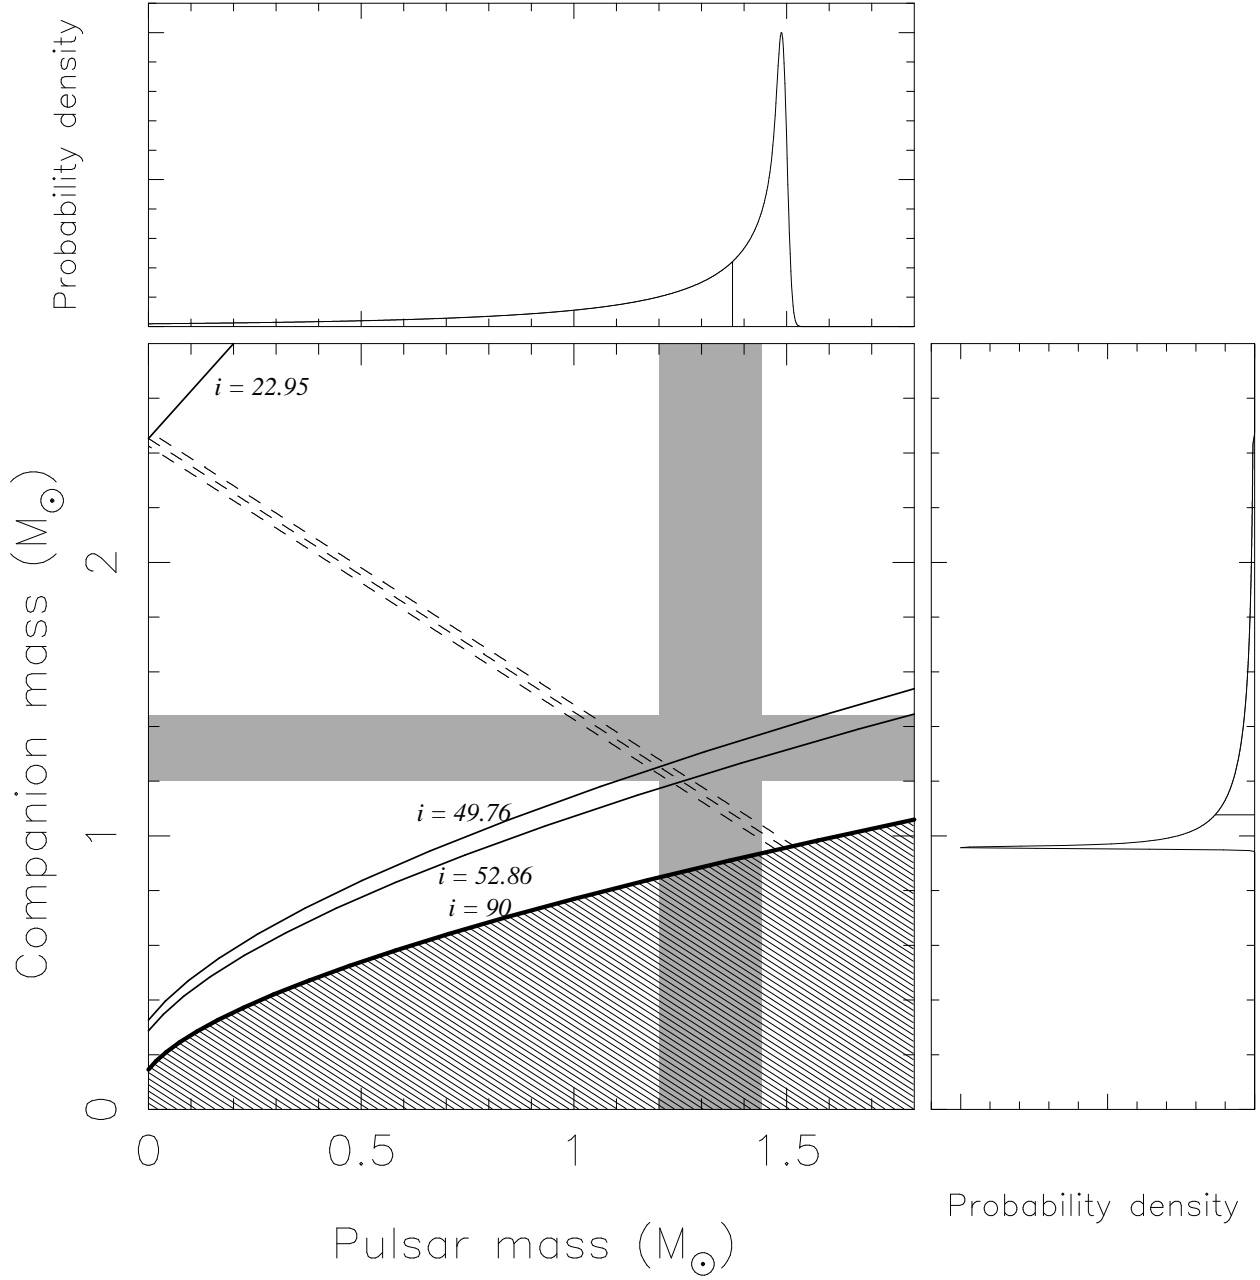 Probability density
i = 22.95
Companion mass (M⊙)
2
1
0
i = 49.76
i = 52.86
i = 90
0 0.5 1 1.5
Pulsar mass (M⊙)
Probability density